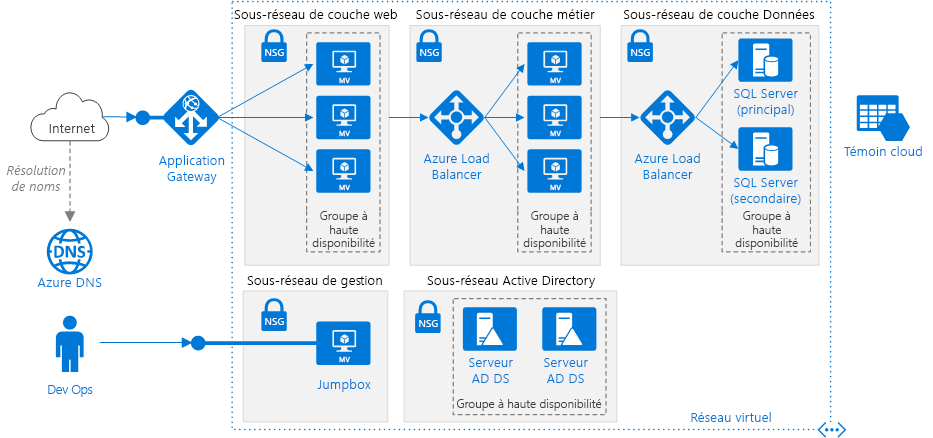 Sous-réseau de couche web
Sous-réseau de couche métier
Sous-réseau de couche Données
NSG
NSG
NSG
MV
MV
MV
MV
MV
MV
Internet
Application
Gateway
Azure Load
Balancer
Azure Load
Balancer
SQL Server
(principal)
SQL Server
(secondaire)
Témoin cloud
Groupe à
haute
disponibilité
Groupe à
haute
disponibilité
Groupe à
haute
disponibilité
Résolution
de noms
DNS
Azure DNS
Sous-réseau de gestion
Sous-réseau Active Directory
NSG
NSG
MV
Jumpbox
Serveur
AD DS
Serveur
AD DS
Groupe à haute disponibilité
Dev Ops
Réseau virtuel